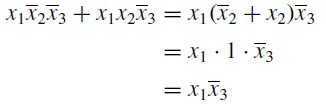 x₁x̅₂x̅₃ + x₁x₂x̅₃ = x₁(x̅₂ + x₂)x̅₃
= x₁ · 1 · x̅₃
= x₁x̅₃